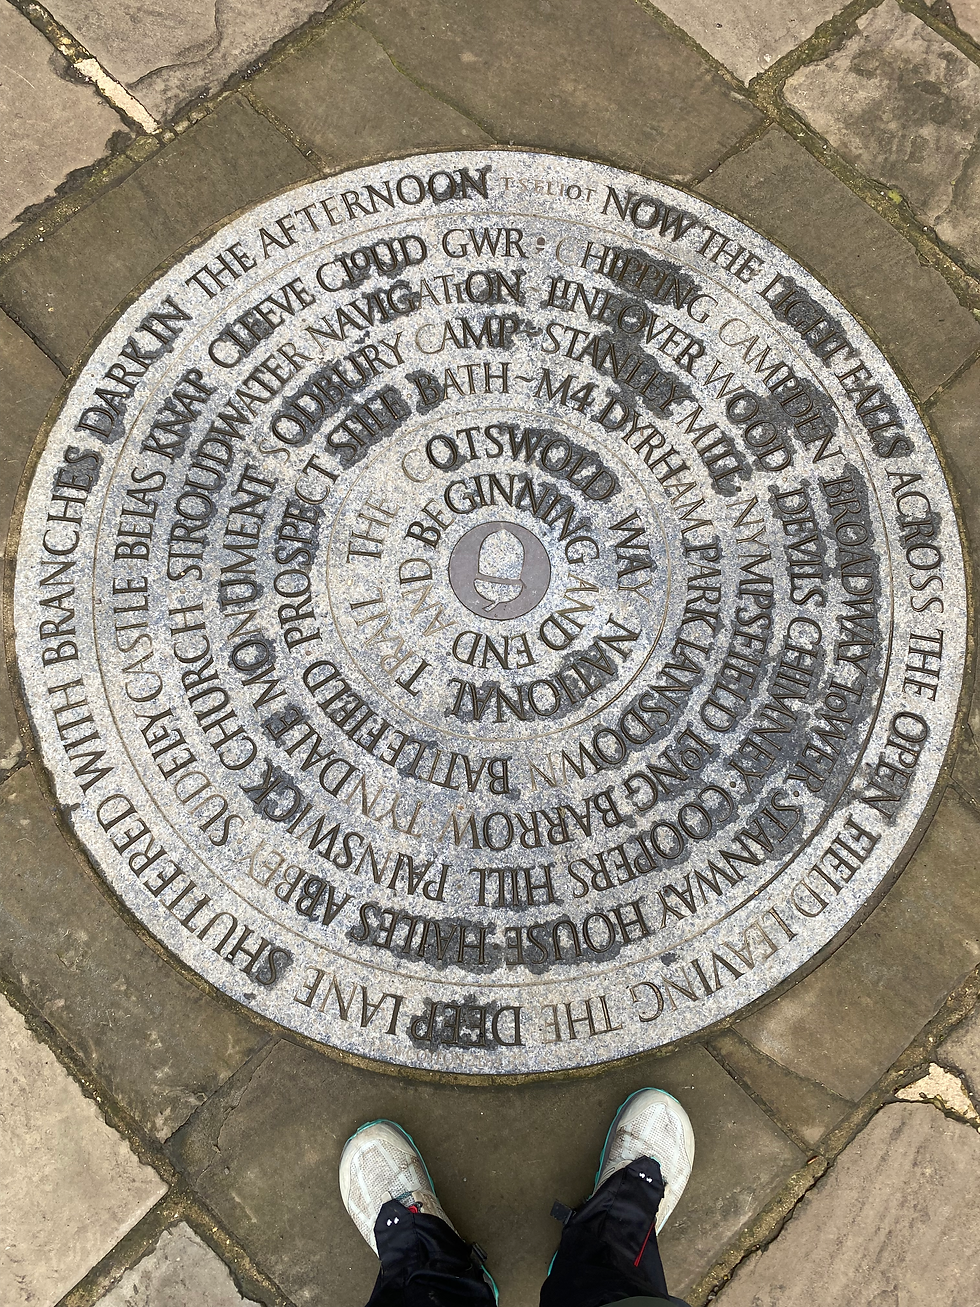 NOW THE LIGHT FALLS ACROSS THE OPEN FIELD LEAVING THE DEEP LANE SHUTTERED WITH BRANCHES DARK IN THE AFTERNOON T·S·ELIOT
CHIPPING CAMPDEN BROADWAY TOWER · STANWAY HOUSE HAILES ABBEY SUDELEY CASTLE BELAS KNAP CLEEVE CLOUD GWR ·
LINEOVER WOOD DEVILS CHIMNEY COOPERS HILL PAINSWICK CHURCH STROUDWATER NAVIGATION
STANLEY MILL NYMPSFIELD LONG BARROW TYNDALE MONUMENT SODBURY CAMP ~
M4 DYRHAM PARK LANSDOWN BATTLEFIELD PROSPECT STILE BATH ~
THE COTSWOLD WAY NATIONAL TRAIL
BEGINNING AND END AND